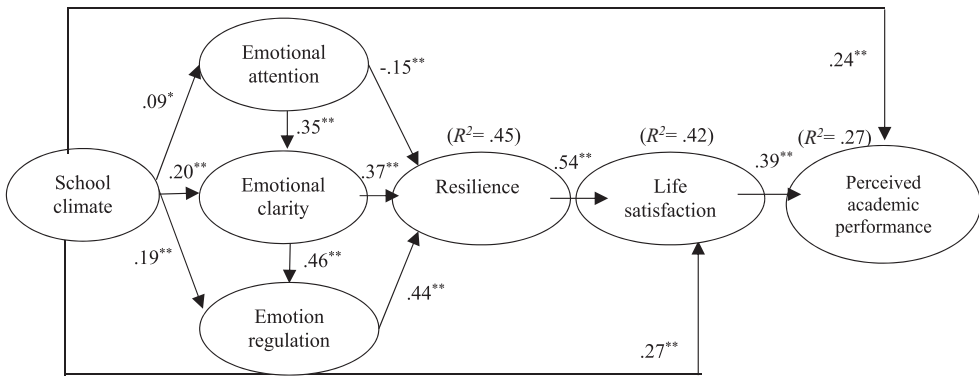 Emotional
attention
-.15**
.24**
.09*
.35**
(R²= .45)
(R²= .42)
(R²= .27)
School
climate
.20**
Emotional
clarity
.37**
Resilience
.54**
Life
satisfaction
.39**
Perceived
academic
performance
.19**
.46**
.44**
Emotion
regulation
.27**